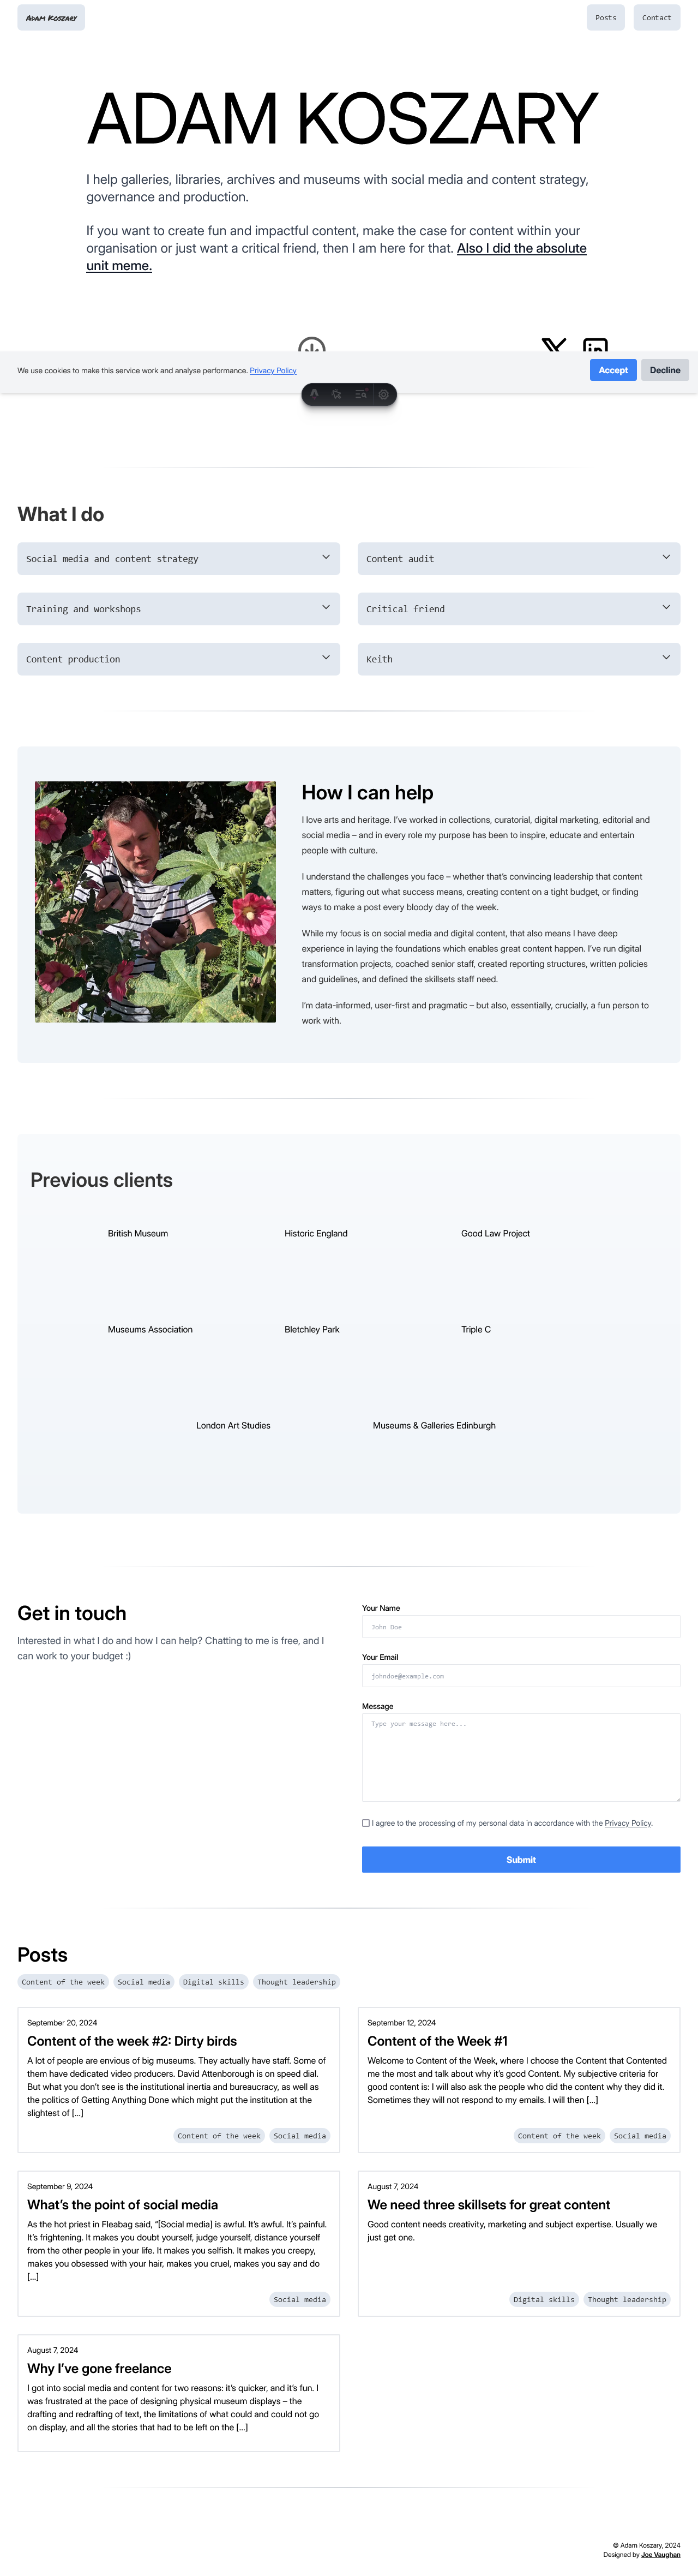 Adam Koszary
Posts
Contact
ADAM KOSZARY
I help galleries, libraries, archives and museums with social media and content strategy,
governance and production.
If you want to create fun and impactful content, make the case for content within your
organisation or just want a critical friend, then I am here for that. Also I did the absolute
unit meme.
We use cookies to make this service work and analyse performance. Privacy Policy
Accept
Decline
What I do
Social media and content strategy
Content audit
Training and workshops
Critical friend
Content production
Keith
How I can help
I love arts and heritage. I’ve worked in collections, curatorial, digital marketing, editorial and
social media – and in every role my purpose has been to inspire, educate and entertain
people with culture.
I understand the challenges you face – whether that’s convincing leadership that content
matters, figuring out what success means, creating content on a tight budget, or finding
ways to make a post every bloody day of the week.
While my focus is on social media and digital content, that also means I have deep
experience in laying the foundations which enables great content happen. I’ve run digital
transformation projects, coached senior staff, created reporting structures, written policies
and guidelines, and defined the skillsets staff need.
I’m data-informed, user-first and pragmatic – but also, essentially, crucially, a fun person to
work with.
Previous clients
British Museum
Historic England
Good Law Project
Museums Association
Bletchley Park
Triple C
London Art Studies
Museums & Galleries Edinburgh
Get in touch
Interested in what I do and how I can help? Chatting to me is free, and I
can work to your budget :)
Your Name
John Doe
Your Email
johndoe@example.com
Message
Type your message here...
I agree to the processing of my personal data in accordance with the Privacy Policy.
Submit
Posts
Content of the week
Social media
Digital skills
Thought leadership
September 20, 2024
Content of the week #2: Dirty birds
A lot of people are envious of big museums. They actually have staff. Some of
them have dedicated video producers. David Attenborough is on speed dial.
But what you don’t see is the institutional inertia and bureaucracy, as well as
the politics of Getting Anything Done which might put the institution at the
slightest of [...]
Content of the week
Social media
September 12, 2024
Content of the Week #1
Welcome to Content of the Week, where I choose the Content that Contented
me the most and talk about why it’s good Content. My subjective criteria for
good content is: I will also ask the people who did the content why they did it.
Sometimes they will not respond to my emails. I will then [...]
Content of the week
Social media
September 9, 2024
What’s the point of social media
As the hot priest in Fleabag said, “[Social media] is awful. It’s awful. It’s painful.
It’s frightening. It makes you doubt yourself, judge yourself, distance yourself
from the other people in your life. It makes you selfish. It makes you creepy,
makes you obsessed with your hair, makes you cruel, makes you say and do
[...]
Social media
August 7, 2024
We need three skillsets for great content
Good content needs creativity, marketing and subject expertise. Usually we
just get one.
Digital skills
Thought leadership
August 7, 2024
Why I’ve gone freelance
I got into social media and content for two reasons: it’s quicker, and it’s fun. I
was frustrated at the pace of designing physical museum displays – the
drafting and redrafting of text, the limitations of what could and could not go
on display, and all the stories that had to be left on the [...]
© Adam Koszary, 2024
Designed by Joe Vaughan